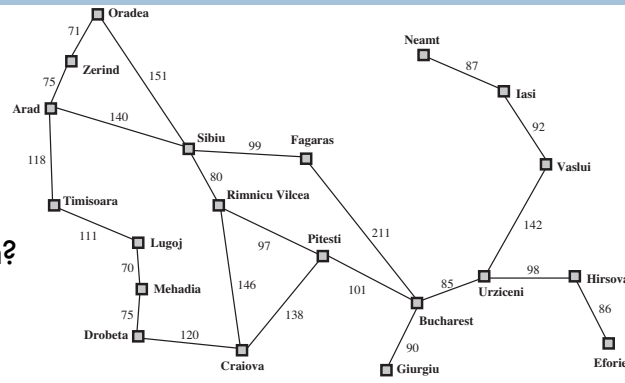 Oradea
71
Neamt
Zerind
87
151
75
Iasi
Arad
140
92
Sibiu
99
Fagaras
118
Vaslui
80
Timisoara
Rimnicu Vilcea
111
Lugoj
97
Pitesti
211
142
70
98
Hirsova
Mehadia
146
101
85
Urziceni
75
138
86
Drobeta
120
Bucharest
90
Craiova
Giurgiu
Eforie